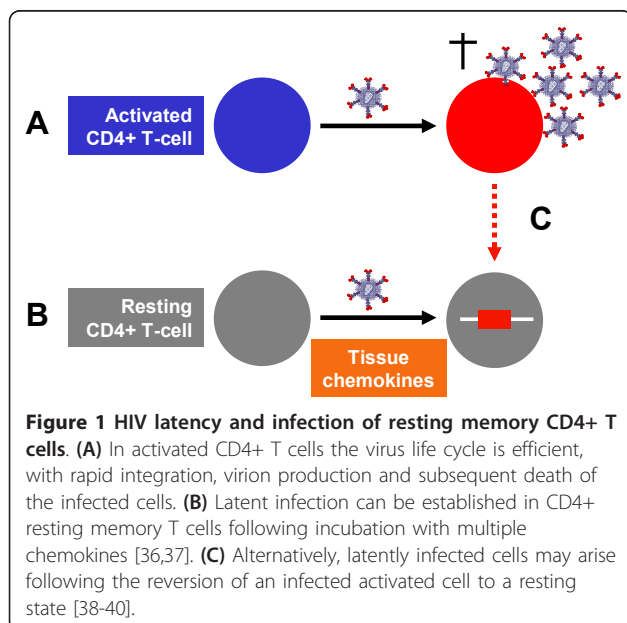 A
Activated
CD4+ T-cell
C
B
Resting
CD4+ T-cell
Tissue
chemokines
Figure 1 HIV latency and infection of resting memory CD4+ T
cells. (A) In activated CD4+ T cells the virus life cycle is efficient,
with rapid integration, virion production and subsequent death of
the infected cells. (B) Latent infection can be established in CD4+
resting memory T cells following incubation with multiple
chemokines [36,37]. (C) Alternatively, latently infected cells may arise
following the reversion of an infected activated cell to a resting
state [38-40].